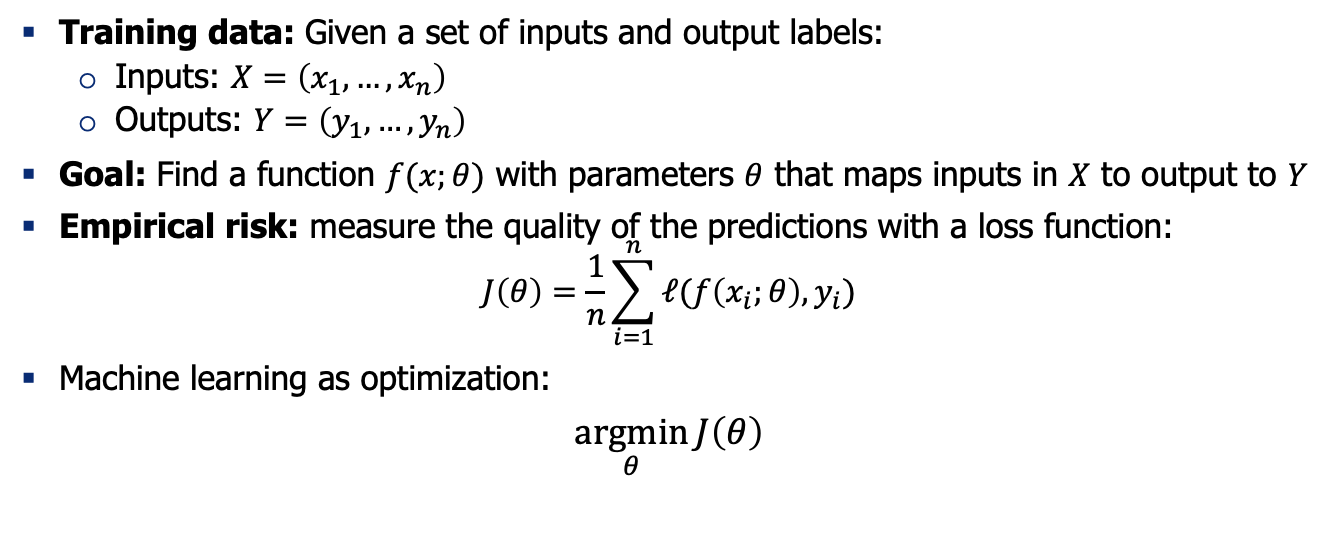 ▪ Training data: Given a set of inputs and output labels:
o Inputs: X = (x₁, … , xₙ)
o Outputs: Y = (y₁, … , yₙ)
▪ Goal: Find a function f(x; θ) with parameters θ that maps inputs in X to output to Y
▪ Empirical risk: measure the quality of the predictions with a loss function:
J(θ) = 1/n ∑ᵢ₌₁ⁿ ℓ(f(xᵢ; θ), yᵢ)
▪ Machine learning as optimization:
argmin J(θ)
θ